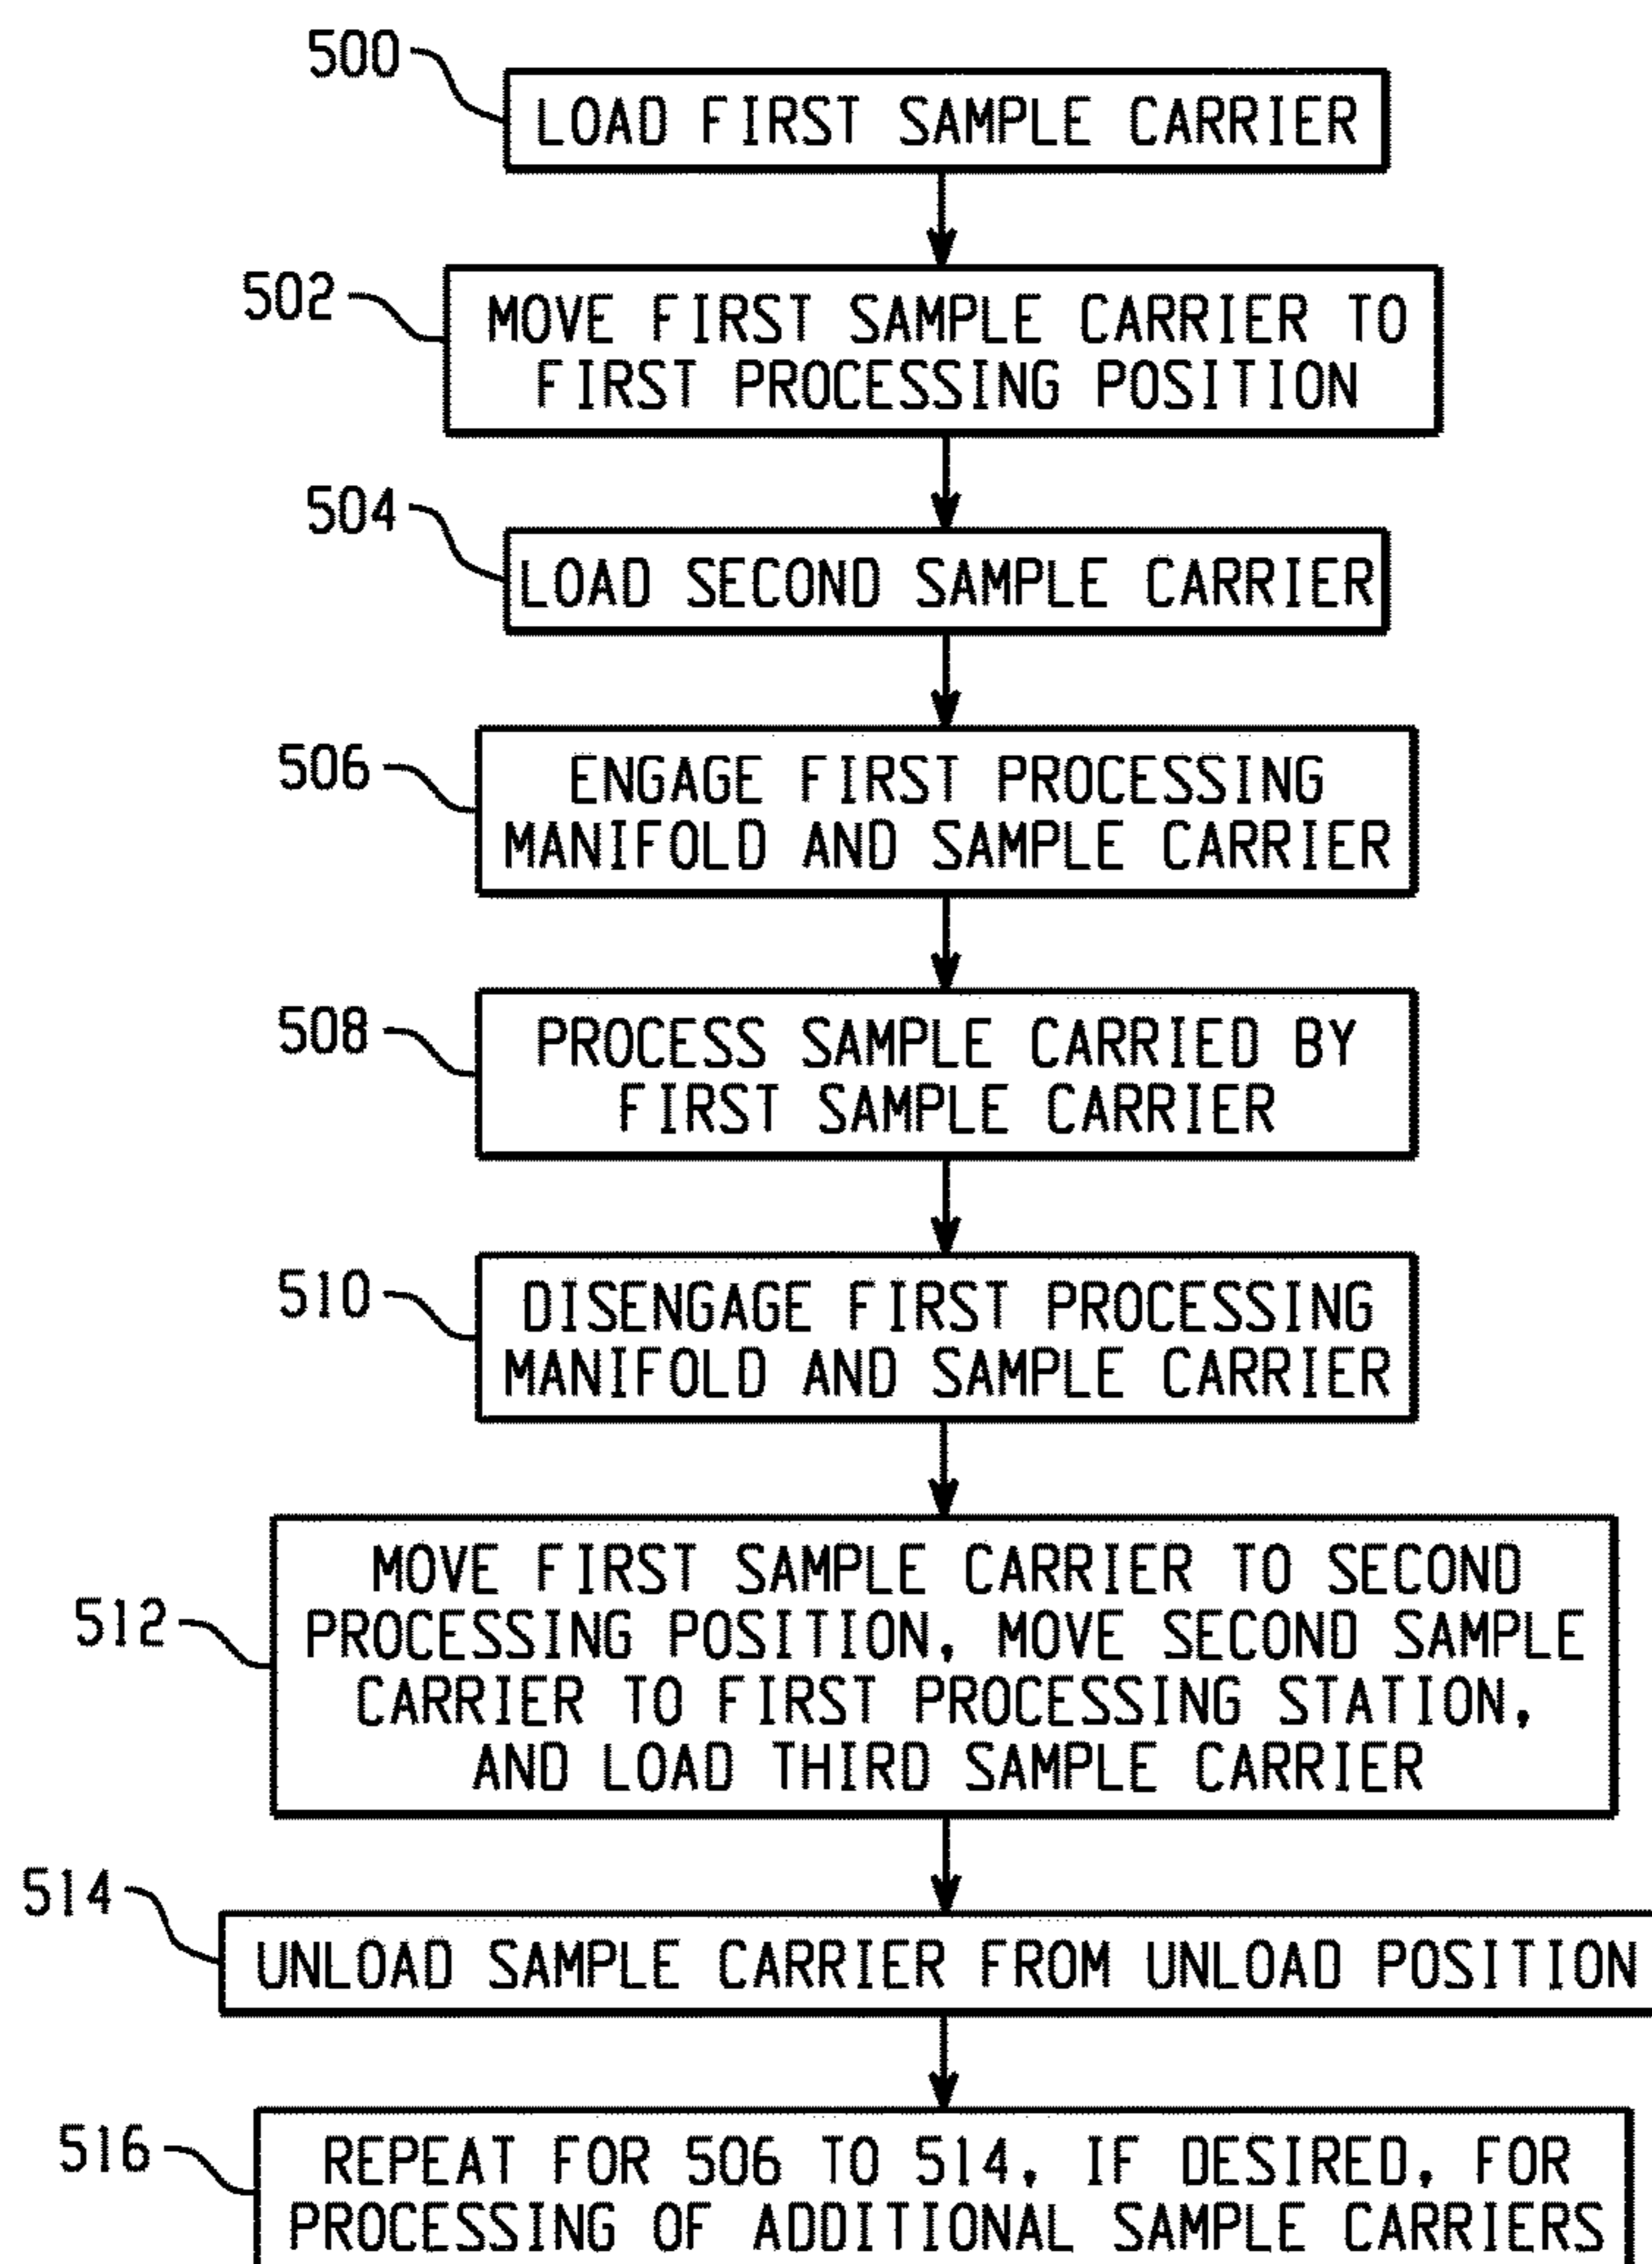 500
LOAD FIRST SAMPLE CARRIER
502
MOVE FIRST SAMPLE CARRIER TO
FIRST PROCESSING POSITION
504
LOAD SECOND SAMPLE CARRIER
506
ENGAGE FIRST PROCESSING
MANIFOLD AND SAMPLE CARRIER
508
PROCESS SAMPLE CARRIED BY
FIRST SAMPLE CARRIER
510
DISENGAGE FIRST PROCESSING
MANIFOLD AND SAMPLE CARRIER
512
MOVE FIRST SAMPLE CARRIER TO SECOND
PROCESSING POSITION, MOVE SECOND SAMPLE
CARRIER TO FIRST PROCESSING STATION,
AND LOAD THIRD SAMPLE CARRIER
514
UNLOAD SAMPLE CARRIER FROM UNLOAD POSITION
516
REPEAT FOR 506 TO 514, IF DESIRED, FOR
PROCESSING OF ADDITIONAL SAMPLE CARRIERS